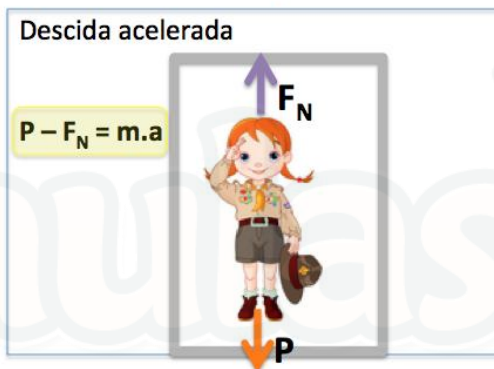 Descida acelerada
F_N
P – F_N = m.a
P